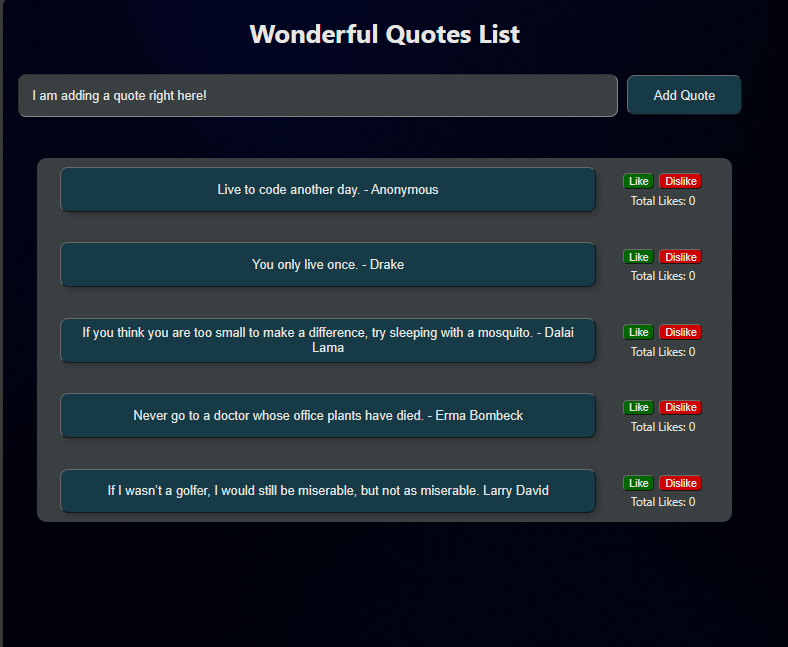 Wonderful Quotes List
I am adding a quote right here!
Add Quote
Live to code another day. - Anonymous
Like Dislike
Total Likes: 0
You only live once. - Drake
Like Dislike
Total Likes: 0
If you think you are too small to make a difference, try sleeping with a mosquito. - Dalai
Lama
Like Dislike
Total Likes: 0
Never go to a doctor whose office plants have died. - Erma Bombeck
Like Dislike
Total Likes: 0
If I wasn’t a golfer, I would still be miserable, but not as miserable. Larry David
Like Dislike
Total Likes: 0